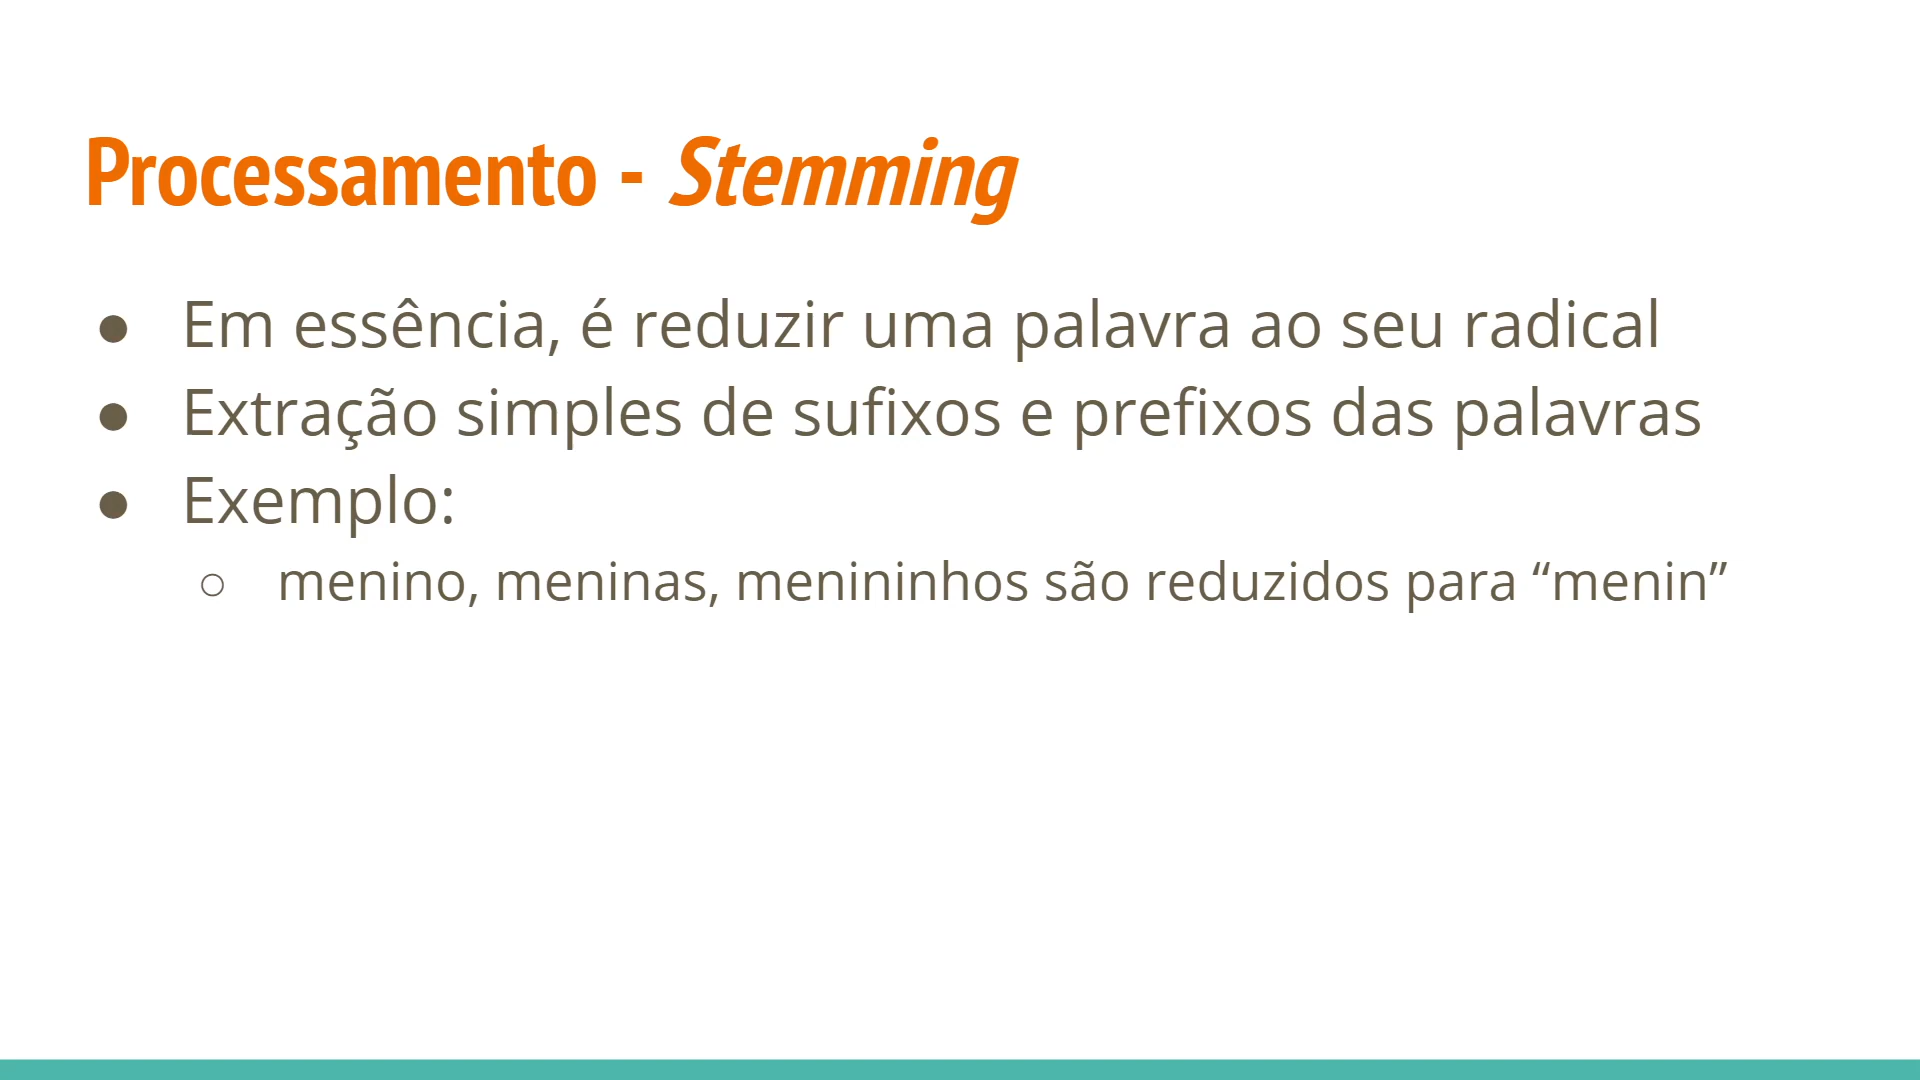 Processamento - Stemming
● Em essência, é reduzir uma palavra ao seu radical
● Extração simples de sufixos e prefixos das palavras
● Exemplo:
○ menino, meninas, menininhos são reduzidos para “menin”